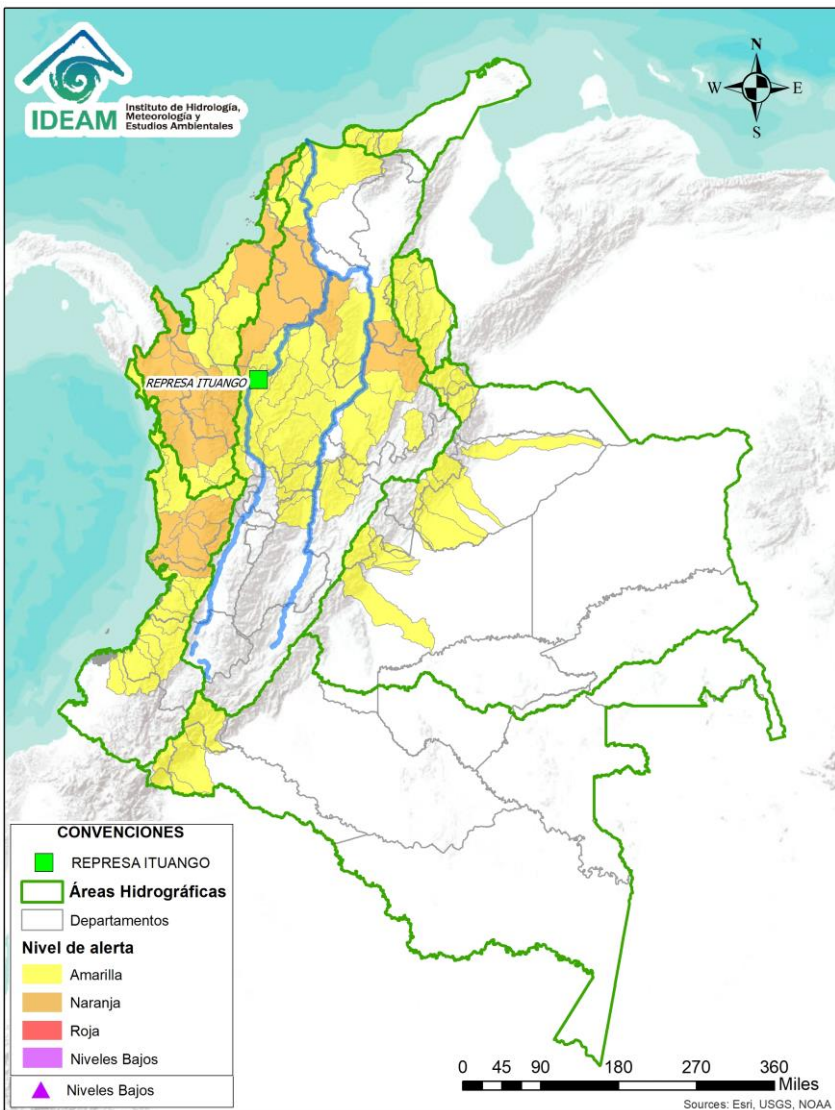 IDEAM
Instituto de Hidrología,
Meteorología y
Estudios Ambientales
N
W
E
S
REPRESA ITUANGO
CONVENCIONES
REPRESA ITUANGO
Áreas Hidrográficas
Departamentos
Nivel de alerta
Amarilla
Naranja
Roja
Niveles Bajos
Niveles Bajos
0 45 90 180 270 360
Miles
Sources: Esri, USGS, NOAA